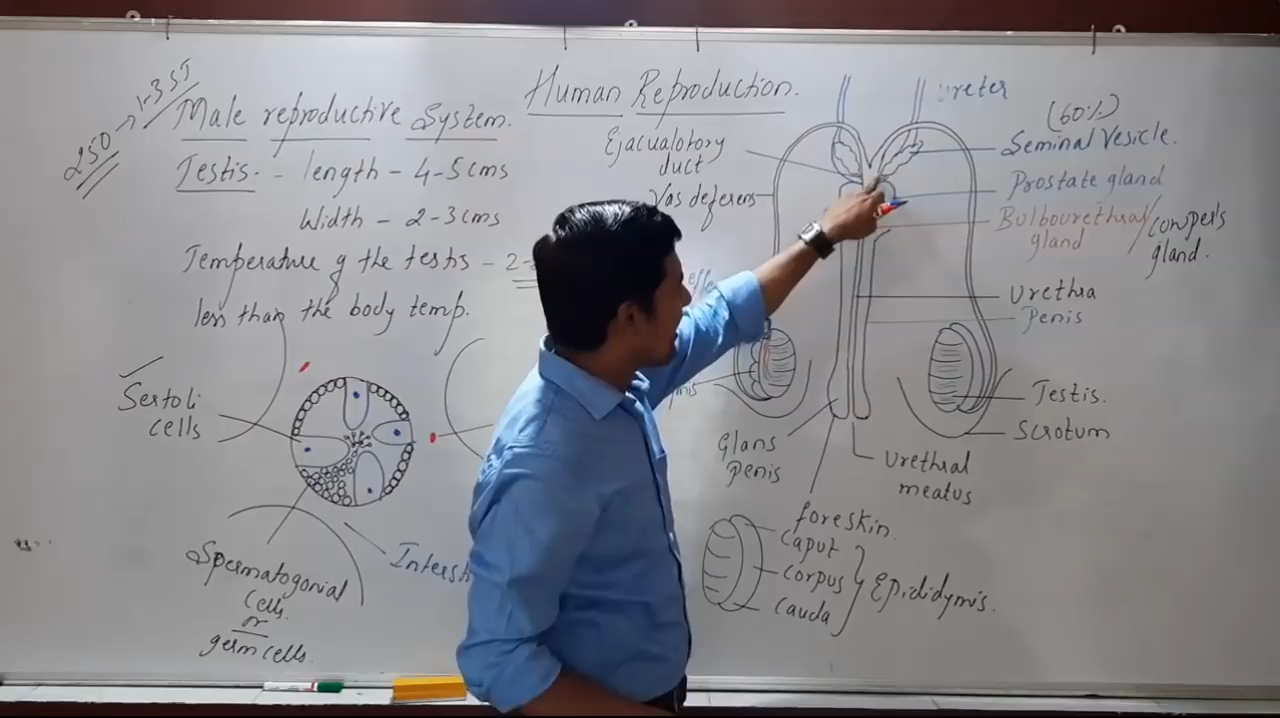 Human Reproduction.
250 → 1-3 ST
Male reproductive System.
Testis. - length - 4-5cms
Width - 2-3cms
Temperature of the testis - 2-
less than the body temp.
Sertoli
cells
Spermatogonial
cells.
or
germ cells.
Ejacualotory
duct
Vas deferens
Ureter
(60%)
Seminal Vesicle.
Prostate gland
Bulbourethral/
gland
cowper's
gland.
Urethra
Penis
Testis.
Scrotum
Glans
Penis
Urethral
meatus
foreskin.
Caput
corpus
cauda
Epididymis.